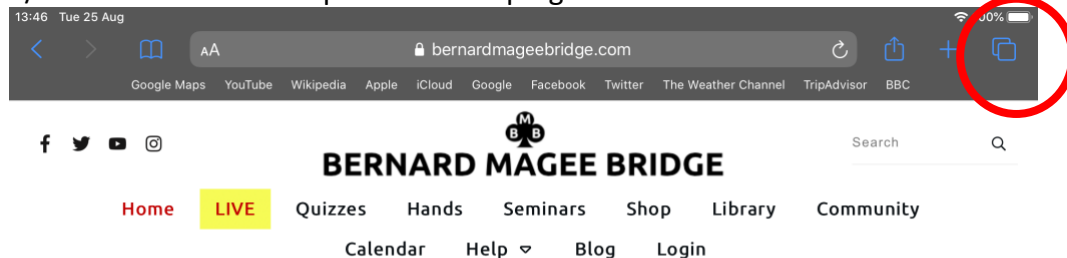 13:46 Tue 25 Aug 100%
AA bernardmageebridge.com
Google Maps YouTube Wikipedia Apple iCloud Google Facebook Twitter The Weather Channel TripAdvisor BBC
M
B B
Search
BERNARD MAGEE BRIDGE
Home LIVE Quizzes Hands Seminars Shop Library Community
Calendar Help Blog Login